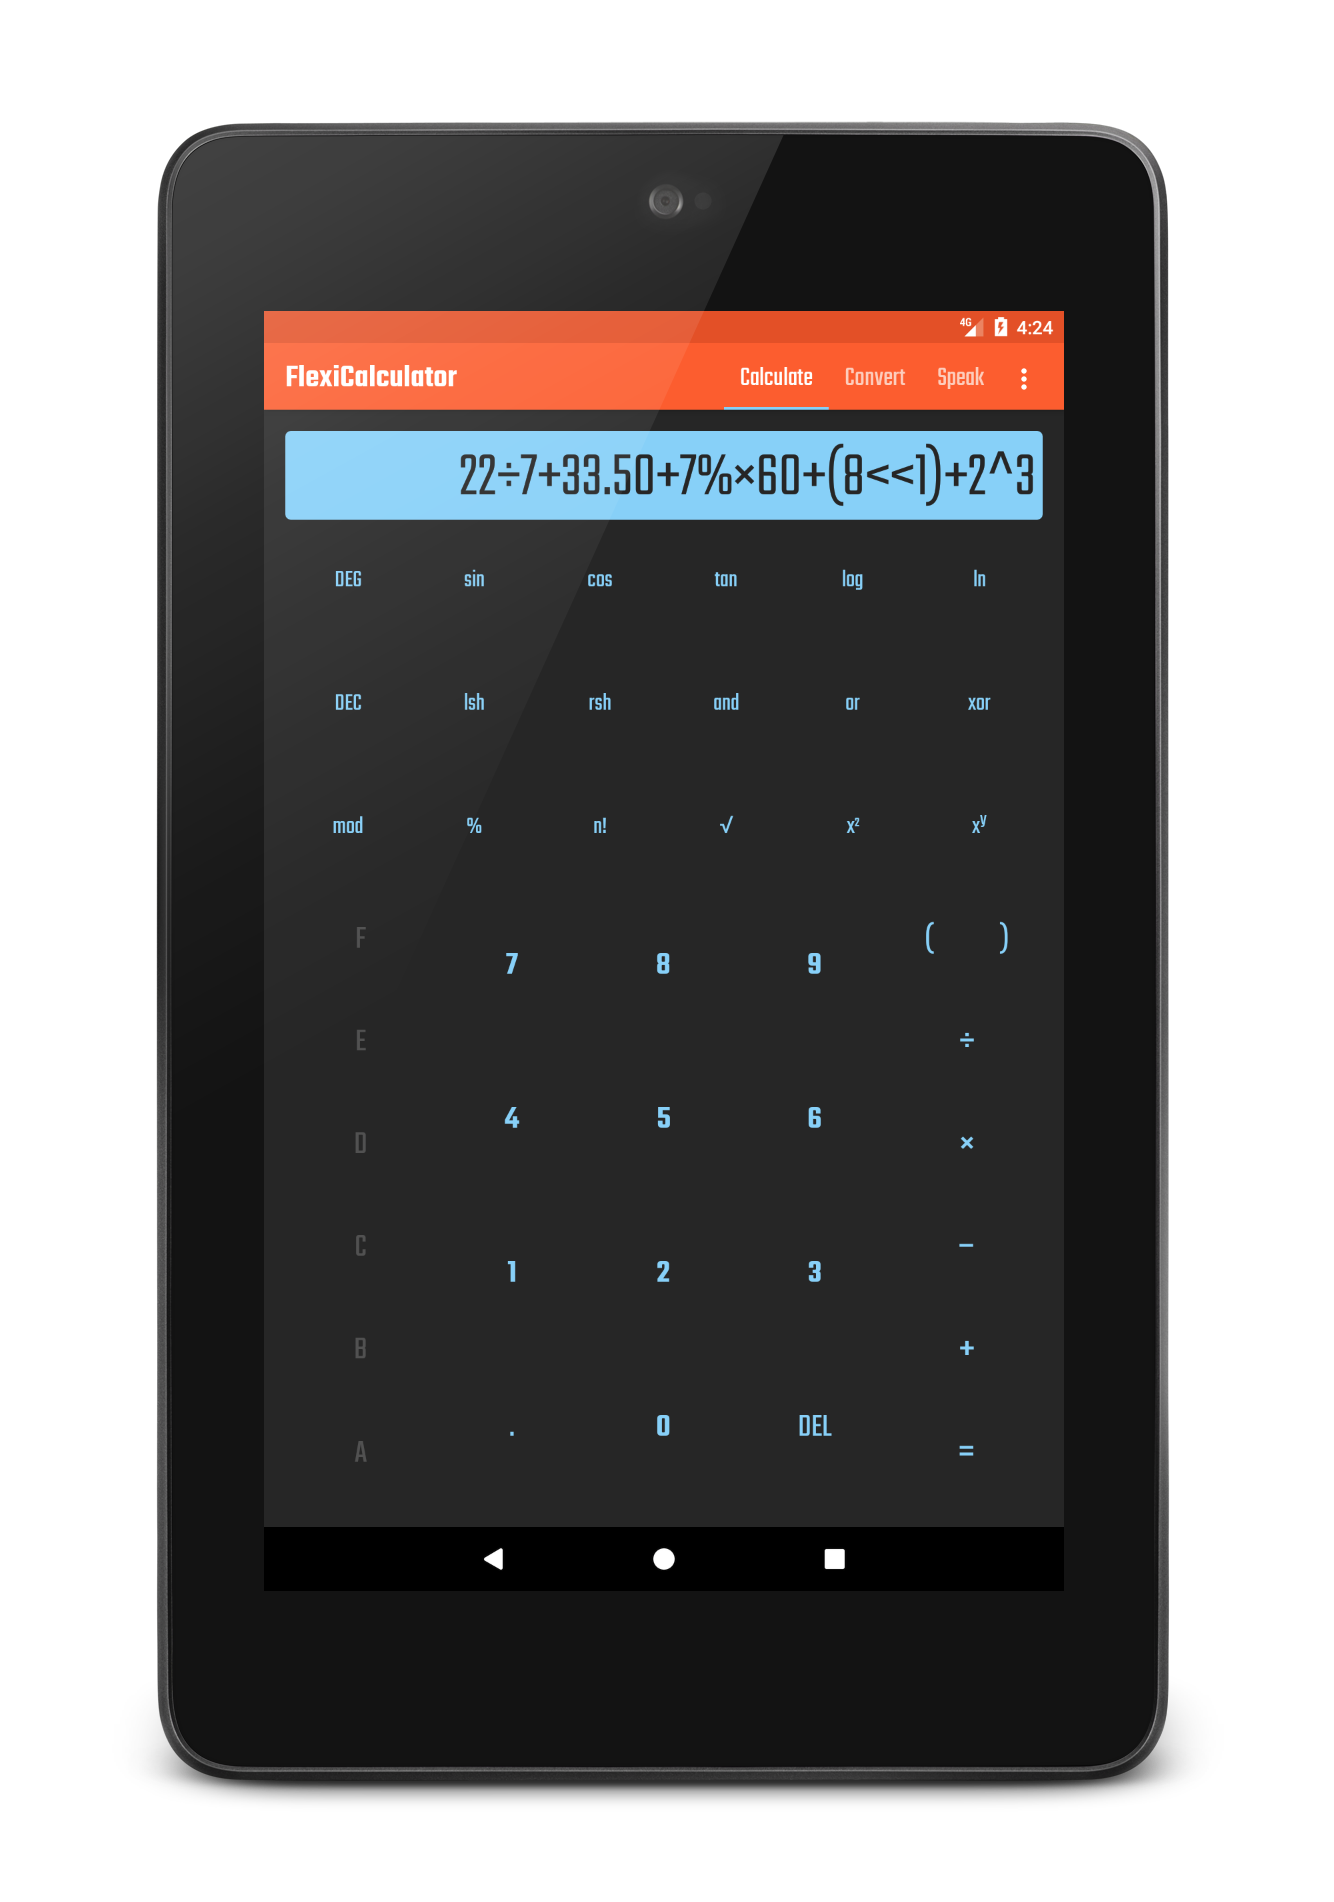 4G 4:24
FlexiCalculator Calculate Convert Speak
22÷7+33.50+7%×60+(8<<1)+2^3
DEG sin cos tan log ln
DEC lsh rsh and or xor
mod % n! √ x² xʸ
F 7 8 9 ( )
E ÷
4 5 6
D ×
C −
1 2 3
B +
. 0 DEL
A =